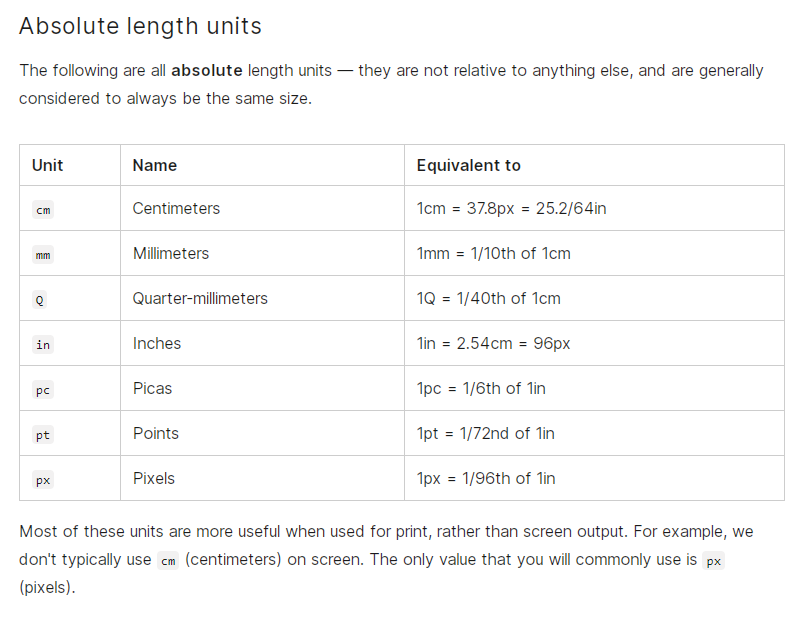 Absolute length units
The following are all absolute length units — they are not relative to anything else, and are generally
considered to always be the same size.
Unit Name Equivalent to
cm Centimeters 1cm = 37.8px = 25.2/64in
mm Millimeters 1mm = 1/10th of 1cm
Q Quarter-millimeters 1Q = 1/40th of 1cm
in Inches 1in = 2.54cm = 96px
pc Picas 1pc = 1/6th of 1in
pt Points 1pt = 1/72nd of 1in
px Pixels 1px = 1/96th of 1in
Most of these units are more useful when used for print, rather than screen output. For example, we
don't typically use cm (centimeters) on screen. The only value that you will commonly use is px
(pixels).